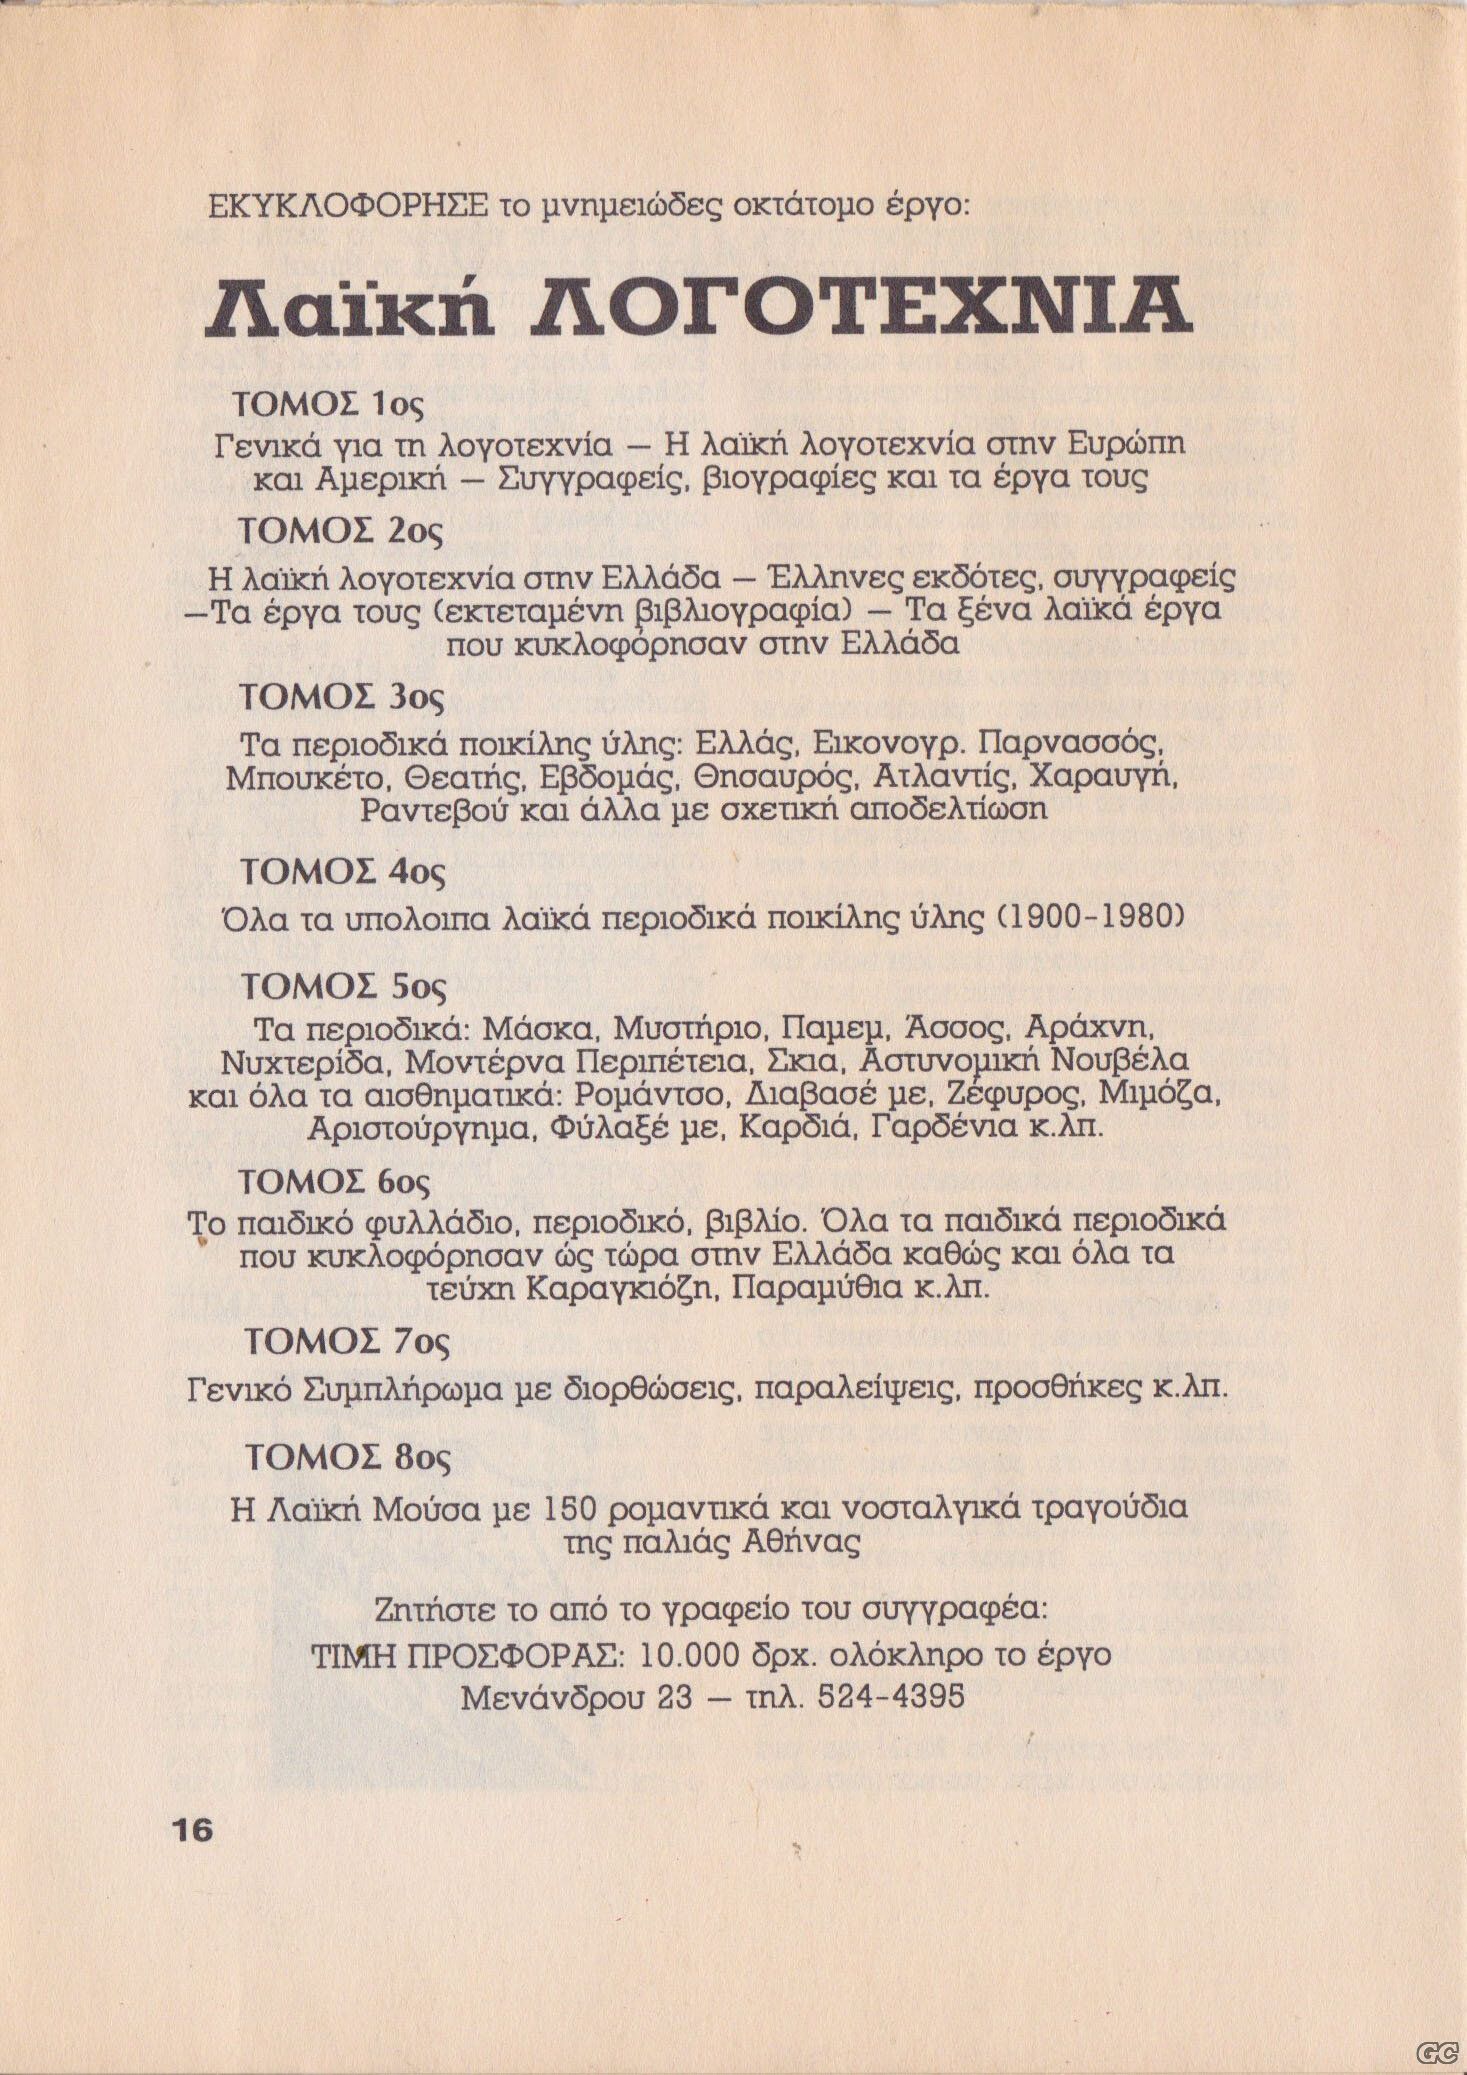 ΕΚΥΚΛΟΦΟΡΗΣΕ το μνημειώδες οκτάτομο έργο:
Λαϊκή ΛΟΓΟΤΕΧΝΙΑ
ΤΟΜΟΣ 1ος
Γενικά για τη λογοτεχνία — Η λαϊκή λογοτεχνία στην Ευρώπη
και Αμερική — Συγγραφείς, βιογραφίες και τα έργα τους
ΤΟΜΟΣ 2ος
Η λαϊκή λογοτεχνία στην Ελλάδα — Έλληνες εκδότες, συγγραφείς
—Τα έργα τους (εκτεταμένη βιβλιογραφία) — Τα ξένα λαϊκά έργα
που κυκλοφόρησαν στην Ελλάδα
ΤΟΜΟΣ 3ος
Τα περιοδικά ποικίλης ύλης: Ελλάς, Εικονογρ. Παρνασσός,
Μπουκέτο, Θεατής, Εβδομάς, Θησαυρός, Ατλαντίς, Χαραυγή,
Ραντεβού και άλλα με σχετική αποδελτίωση
ΤΟΜΟΣ 4ος
Όλα τα υπολοιπα λαϊκά περιοδικά ποικίλης ύλης (1900-1980)
ΤΟΜΟΣ 5ος
Τα περιοδικά: Μάσκα, Μυστήριο, Παμεμ, Άσσος, Αράχνη,
Νυχτερίδα, Μοντέρνα Περιπέτεια, Σκια, Αστυνομική Νουβέλα
και όλα τα αισθηματικά: Ρομάντσο, Διαβασέ με, Ζέφυρος, Μιμόζα,
Αριστούργημα, Φύλαξέ με, Καρδιά, Γαρδένια κ.λπ.
ΤΟΜΟΣ 6ος
Το παιδικό φυλλάδιο, περιοδικό, βιβλίο. Όλα τα παιδικά περιοδικά
που κυκλοφόρησαν ώς τώρα στην Ελλάδα καθώς και όλα τα
τεύχη Καραγκιόζη, Παραμύθια κ.λπ.
ΤΟΜΟΣ 7ος
Γενικό Συμπλήρωμα με διορθώσεις, παραλείψεις, προσθήκες κ.λπ.
ΤΟΜΟΣ 8ος
Η Λαϊκή Μούσα με 150 ρομαντικά και νοσταλγικά τραγούδια
της παλιάς Αθήνας
Ζητήστε το από το γραφείο του συγγραφέα:
ΤΙΜΗ ΠΡΟΣΦΟΡΑΣ: 10.000 δρχ. ολόκληρο το έργο
Μενάνδρου 23 — τηλ. 524-4395
16
GC